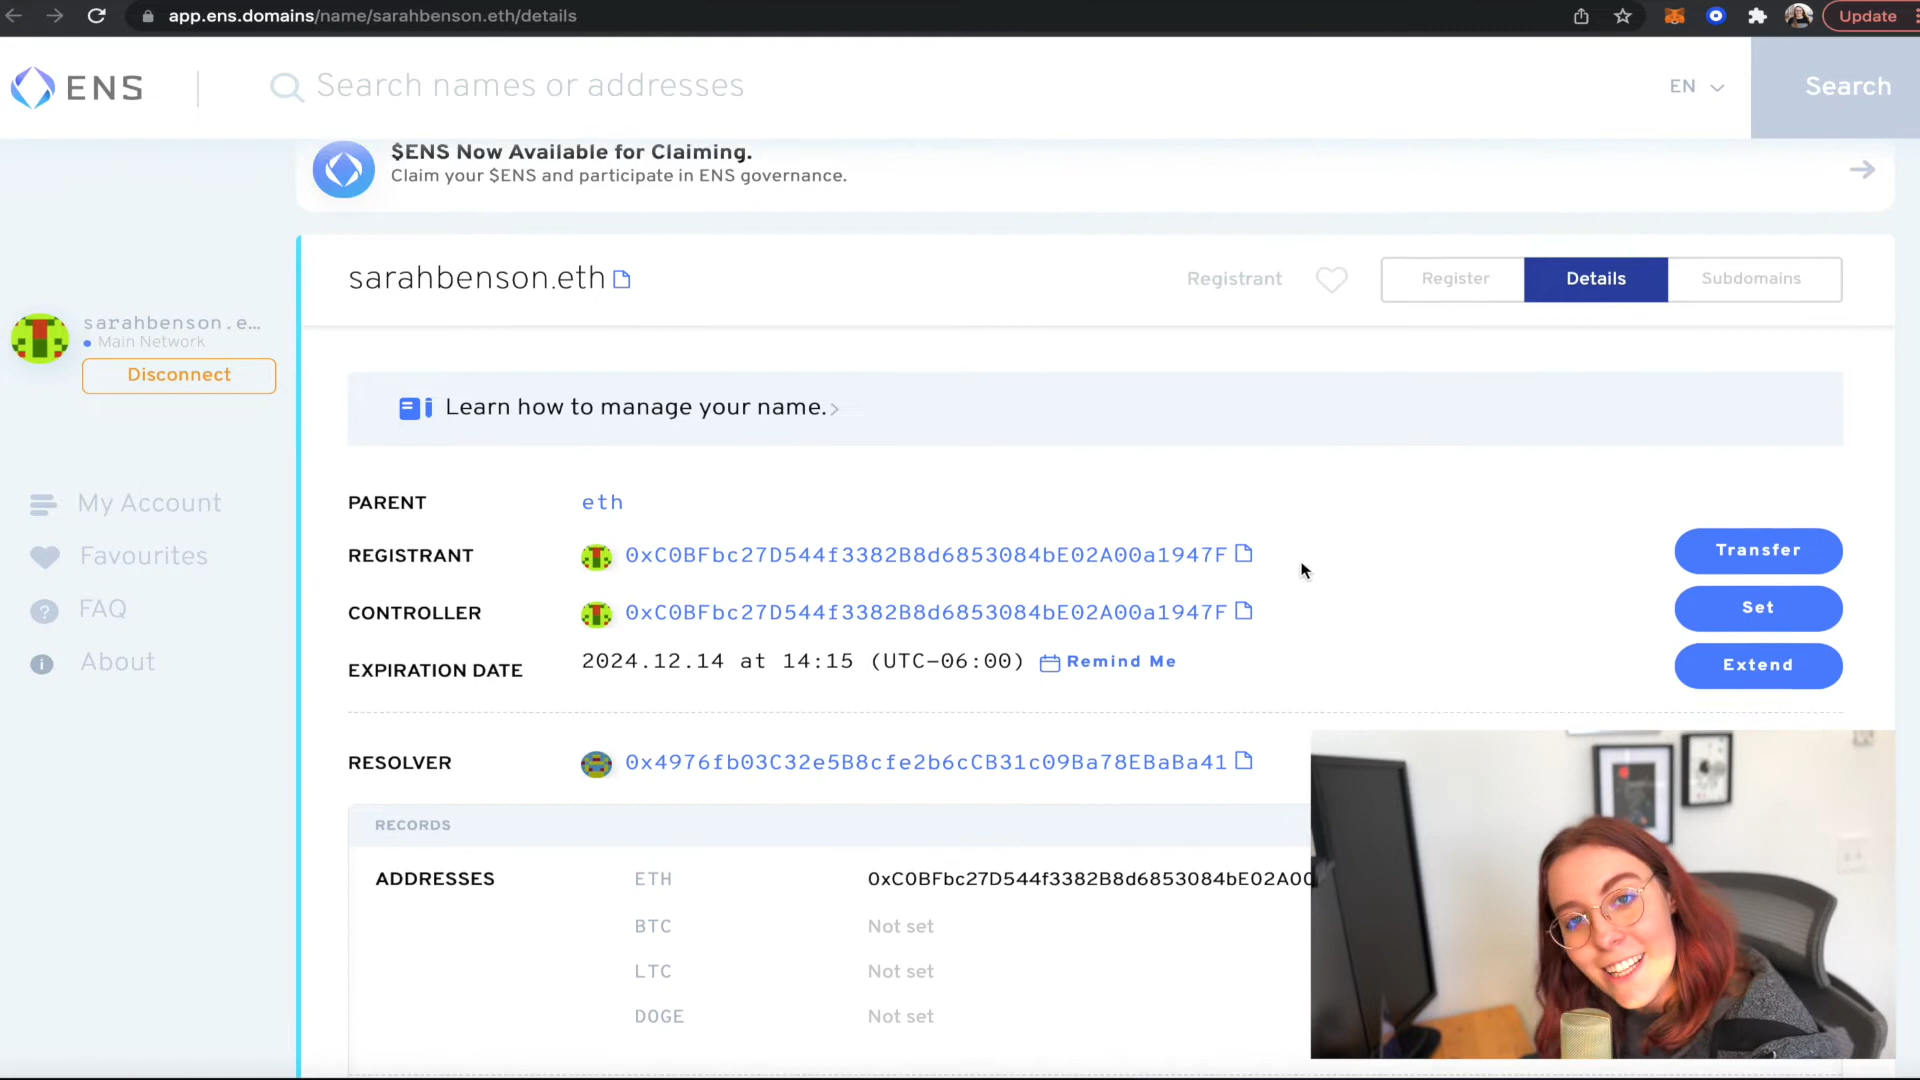 app.ens.domains/name/sarahbenson.eth/details
Update
ENS
Search names or addresses
EN
Search
$ENS Now Available for Claiming.
Claim your $ENS and participate in ENS governance.
sarahbenson.eth
Registrant
Register
Details
Subdomains
sarahbenson.e...
Main Network
Disconnect
Learn how to manage your name.
My Account
Favourites
FAQ
About
PARENT
eth
REGISTRANT
0xC0BFbc27D544f3382B8d6853084bE02A00a1947F
Transfer
CONTROLLER
0xC0BFbc27D544f3382B8d6853084bE02A00a1947F
Set
EXPIRATION DATE
2024.12.14 at 14:15 (UTC-06:00)
Remind Me
Extend
RESOLVER
0x4976fb03C32e5B8cfe2b6cCB31c09Ba78EBaBa41
RECORDS
ADDRESSES
ETH
0xC0BFbc27D544f3382B8d6853084bE02A00
BTC
Not set
LTC
Not set
DOGE
Not set